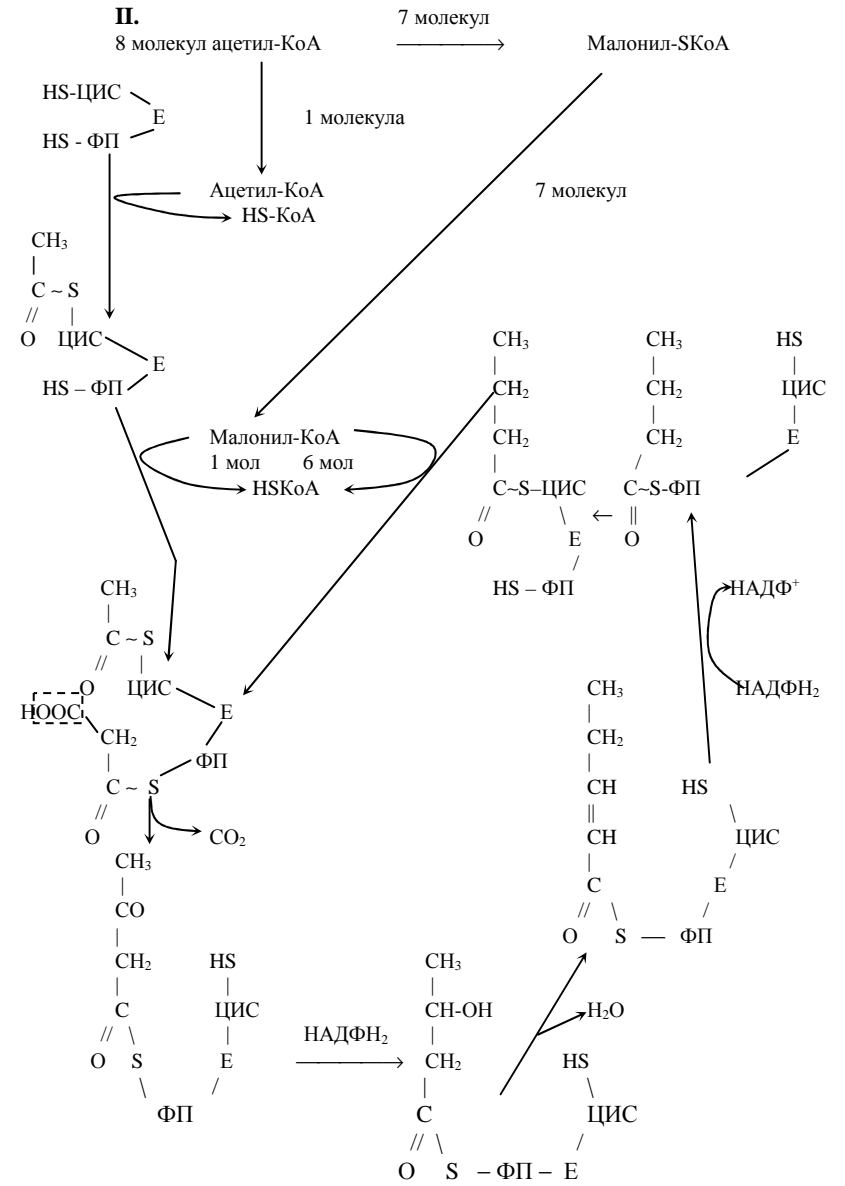 II.
7 молекул
8 молекул ацетил-КоА
Малонил-SКоА
HS-ЦИС
Е
HS - ФП
1 молекула
Ацетил-КоА
HS-КоА
7 молекул
CH₃
C ~ S
O ЦИС
Е
HS – ФП
CH₃ CH₃ HS
CH₂ CH₂ ЦИС
CH₂ CH₂ Е
Малонил-КоА
1 мол 6 мол
HSКоА
C~S–ЦИС C~S-ФП
O Е O
HS – ФП
НАДФ⁺
НАДФН₂
CH₃
C ~ S
O ЦИС
HOOC Е
CH₂
ФП
C ~ S
O CO₂
CH₃
CH₂
CH HS
CH ЦИС
C Е
O S — ФП
CH₃
CO
CH₂ HS
C ЦИС
O S Е
ФП
НАДФН₂
CH₃
CH-OH H₂O
CH₂ HS
C ЦИС
O S – ФП – Е